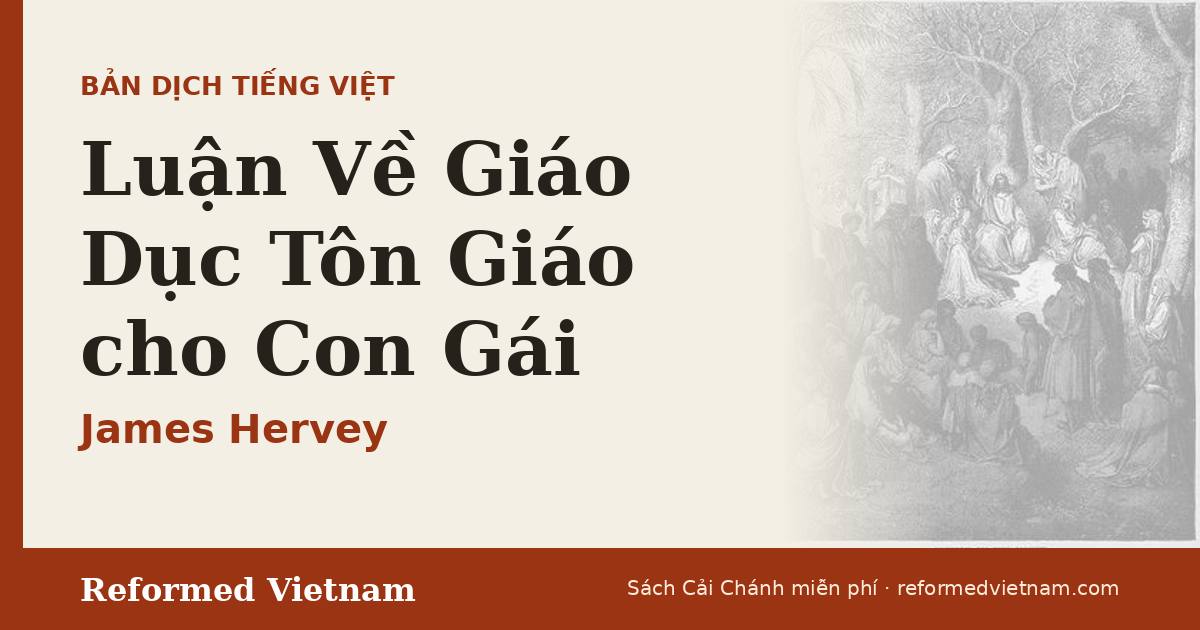 BẢN DỊCH TIẾNG VIỆT
Luận Về Giáo
Dục Tôn Giáo
cho Con Gái
James Hervey
Reformed Vietnam
Sách Cải Chánh miễn phí · reformedvietnam.com